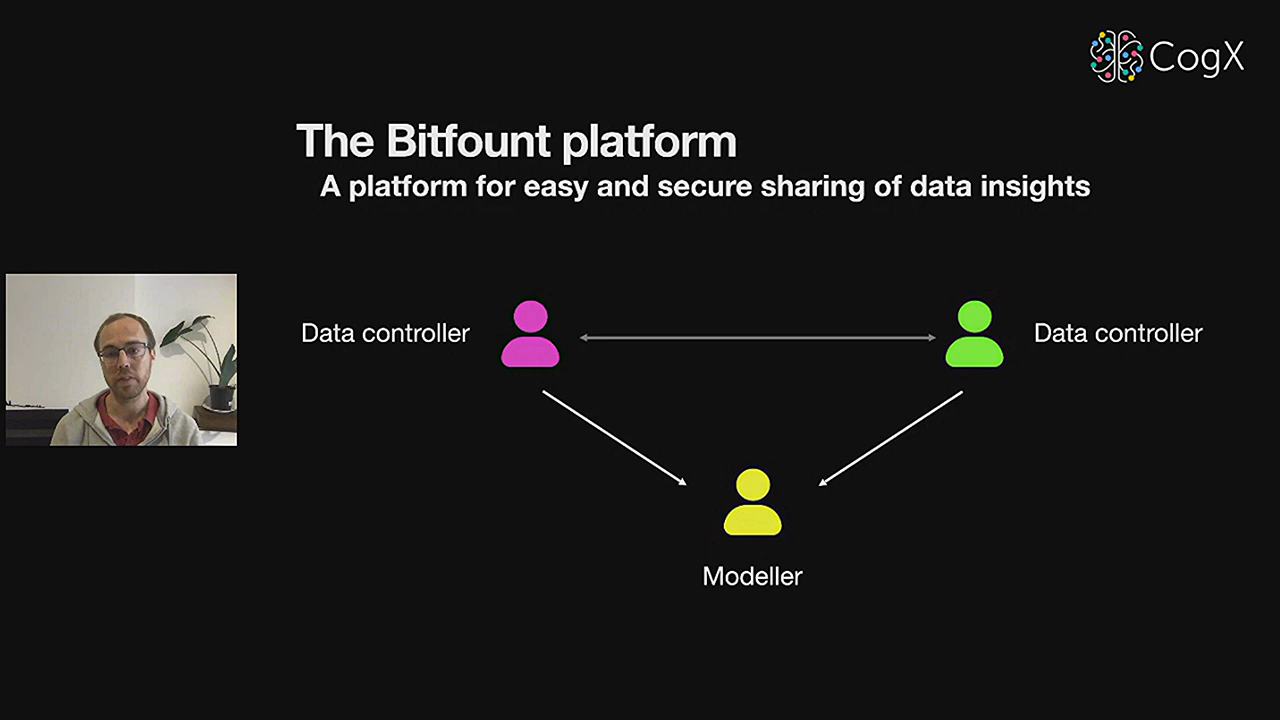 CogX
The Bitfount platform
A platform for easy and secure sharing of data insights
Data controller
Data controller
Modeller